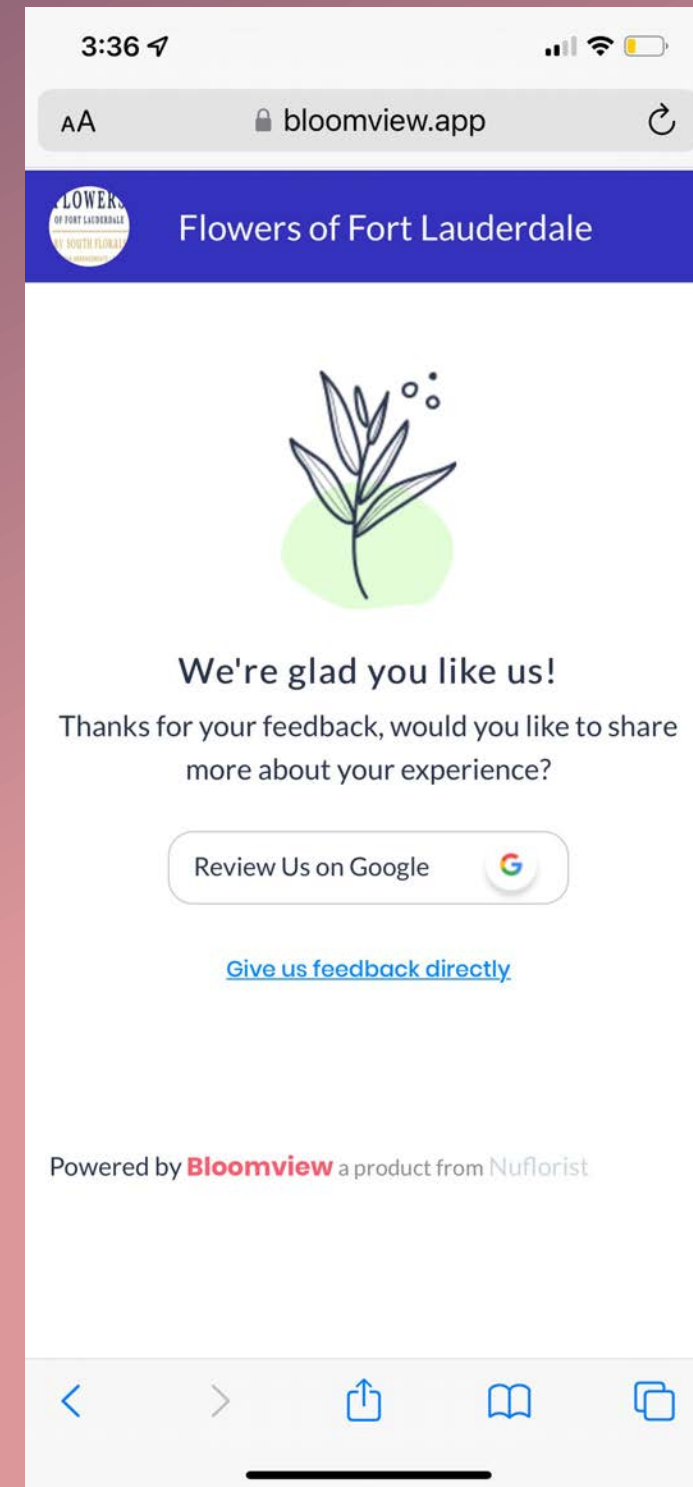 3:36
AA
bloomview.app
OF FORT LAUDERDALE
Flowers of Fort Lauderdale
We're glad you like us!
Thanks for your feedback, would you like to share
more about your experience?
Review Us on Google
G
Give us feedback directly
Powered by Bloomview a product from Nuflorist